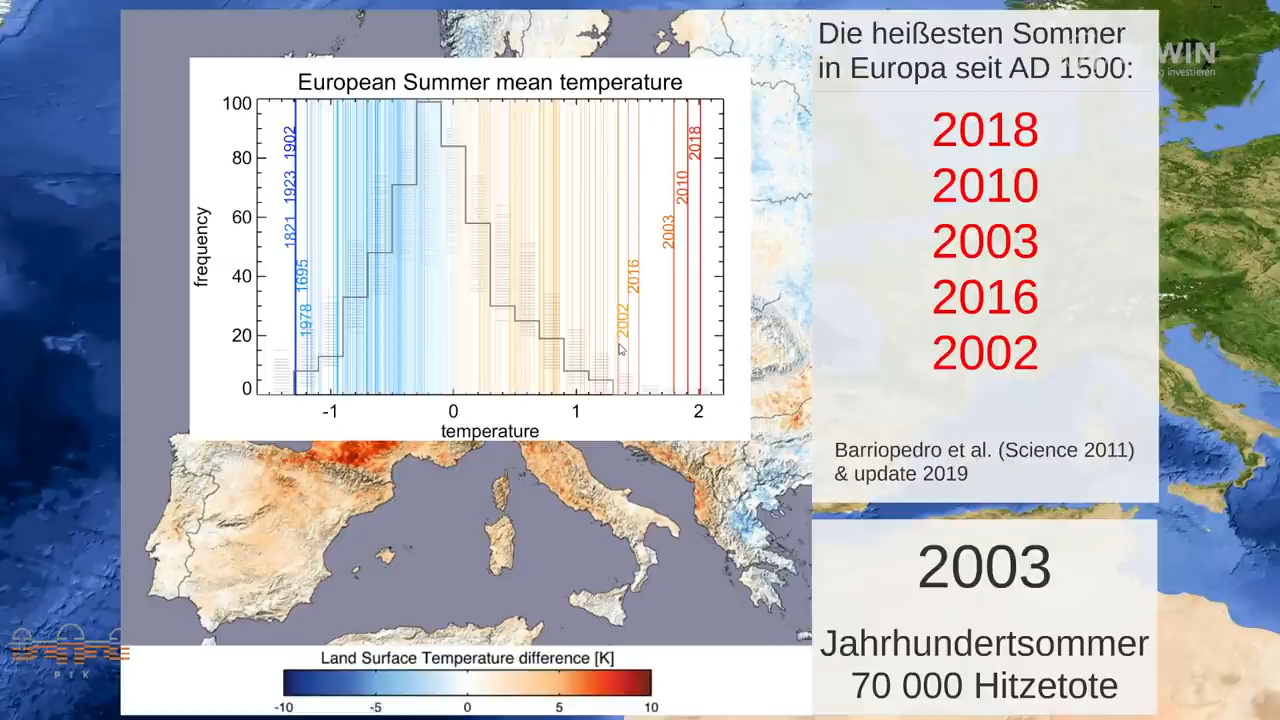 Die heißesten Sommer
in Europa seit AD 1500:
WIN
investieren
2018
2010
2003
2016
2002
Barriopedro et al. (Science 2011)
& update 2019
2003
Jahrhundertsommer
70 000 Hitzetote
European Summer mean temperature
frequency
100
80
60
40
20
0
1902
1923
1821
1695
1978
2002
2016
2003
2010
2018
-1
0
1
2
temperature
Land Surface Temperature difference [K]
-10
-5
0
5
10
PIK